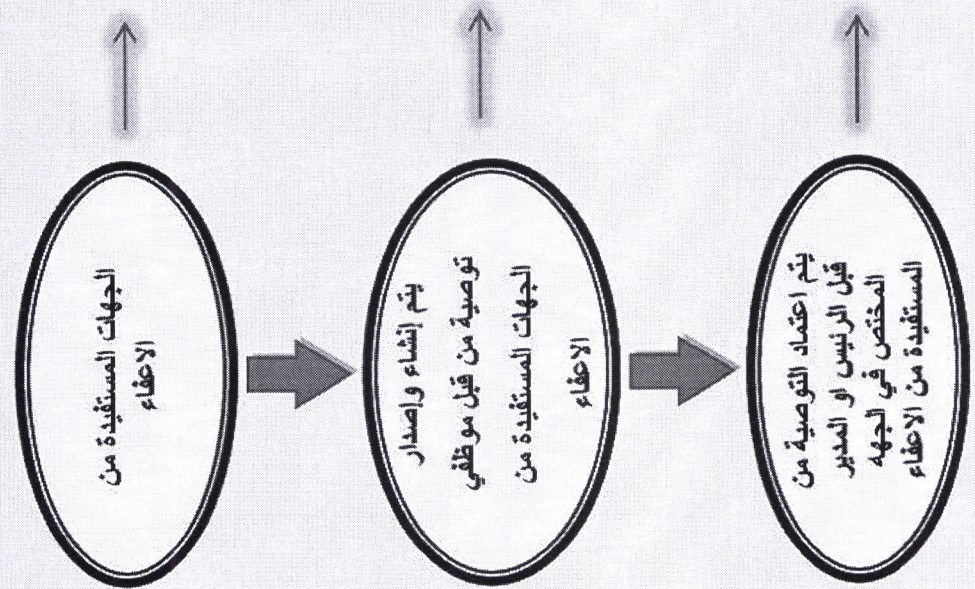 الجهات المستفيدة من
الاعفاء
يتم إنشاء وإصدار
توصية من قبل موظفي
الجهات المستفيدة من
الاعفاء
يتم اعتماد التوصية من
قبل الرئيس او المدير
المختص في الجهه
المستفيدة من الاعفاء